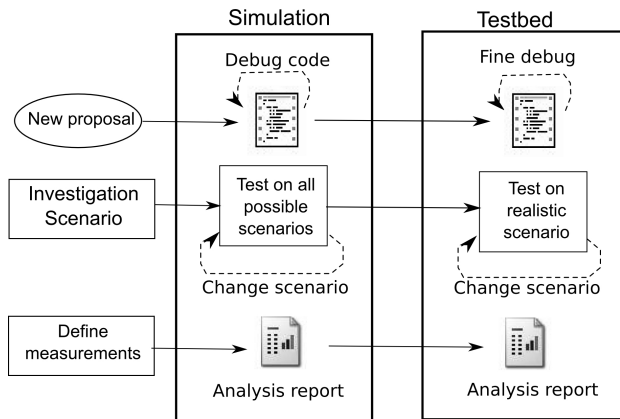 Simulation
Testbed
Debug code
Fine debug
New proposal
Investigation
Scenario
Test on all
possible
scenarios
Test on
realistic
scenario
Change scenario
Change scenario
Define
measurements
Analysis report
Analysis report